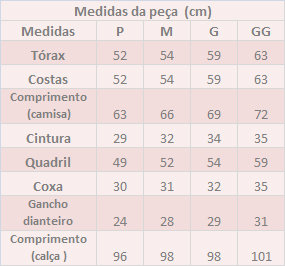 Medidas da peça (cm)
Medidas P M G GG
Tórax 52 54 59 63
Costas 52 54 59 63
Comprimento
(camisa) 63 66 69 72
Cintura 29 32 34 35
Quadril 49 52 54 59
Coxa 30 31 32 35
Gancho
dianteiro 24 28 29 31
Comprimento
(calça ) 96 98 98 101